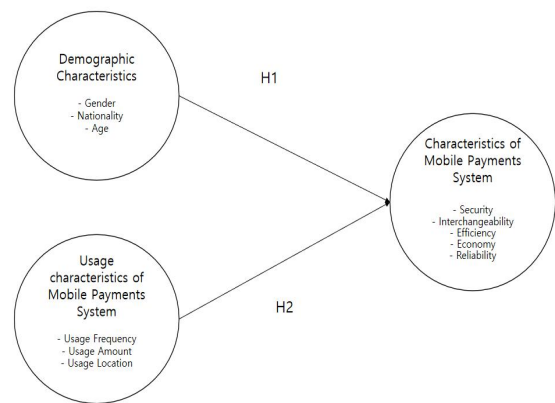 Demographic
Characteristics
- Gender
- Nationality
- Age
H1
Characteristics of
Mobile Payments
System
- Security
- Interchangeability
- Efficiency
- Economy
- Reliability
Usage
characteristics of
Mobile Payments
System
- Usage Frequency
- Usage Amount
- Usage Location
H2